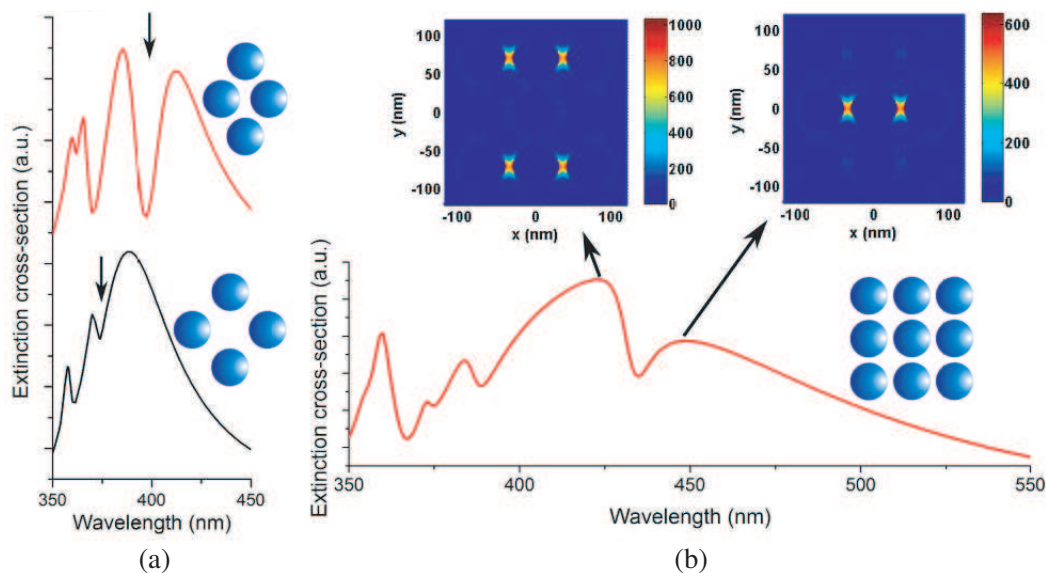 Extinction cross-section (a.u.)
350 400 450
Wavelength (nm)
(a)
100
50
0
-50
-100
y (nm)
-100 0 100
x (nm)
1000
800
600
400
200
0
100
50
0
-50
-100
y (nm)
-100 0 100
x (nm)
600
400
200
0
Extinction cross-section (a.u.)
350 400 450 500 550
Wavelength (nm)
(b)